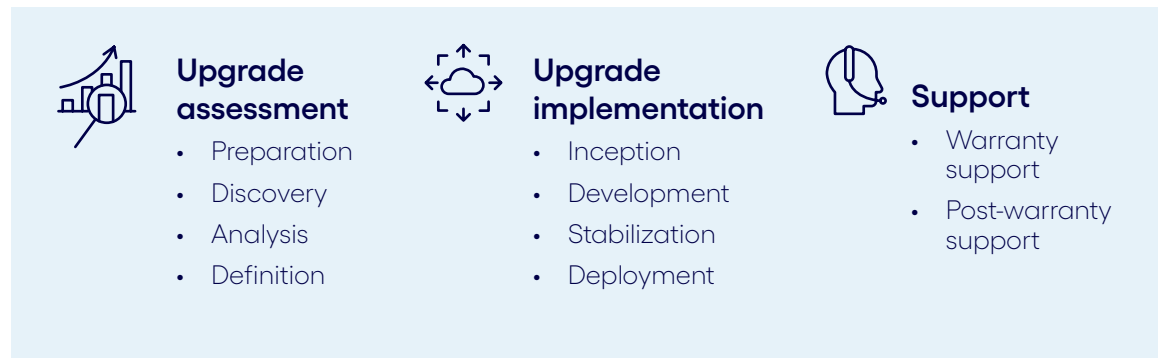 Upgrade
assessment
• Preparation
• Discovery
• Analysis
• Definition
Upgrade
implementation
• Inception
• Development
• Stabilization
• Deployment
Support
• Warranty
support
• Post-warranty
support